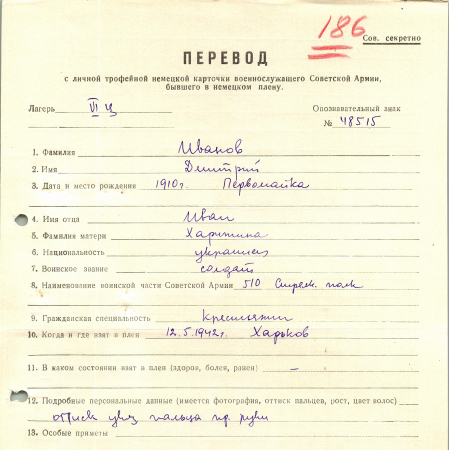 186
Сов. секретно
ПЕРЕВОД
с личной трофейной немецкой карточки военнослужащего Советской Армии,
бывшего в немецком плену.
Лагерь VI Ц
Опознавательный знак
№ 48515
1. Фамилия Иванов
2. Имя Дмитрий
3. Дата и место рождения 1910г. Первомайка
4. Имя отца Иван
5. Фамилия матери
6. Национальность украинец
7. Воинское знание солдат
8. Наименование воинской части Советской Армии 510 стрелк. полк
9. Гражданская специальность Крестьянин
10. Когда и где взят в плен 12.5.1942г. Харьков
11. В каком состоянии взят в плен (здоров, болен, ранен) –
12. Подробные персональные данные (имеется фотография, оттиск пальцев, рост, цвет волос)
оттиск указ пальца пр. руки
13. Особые приметы